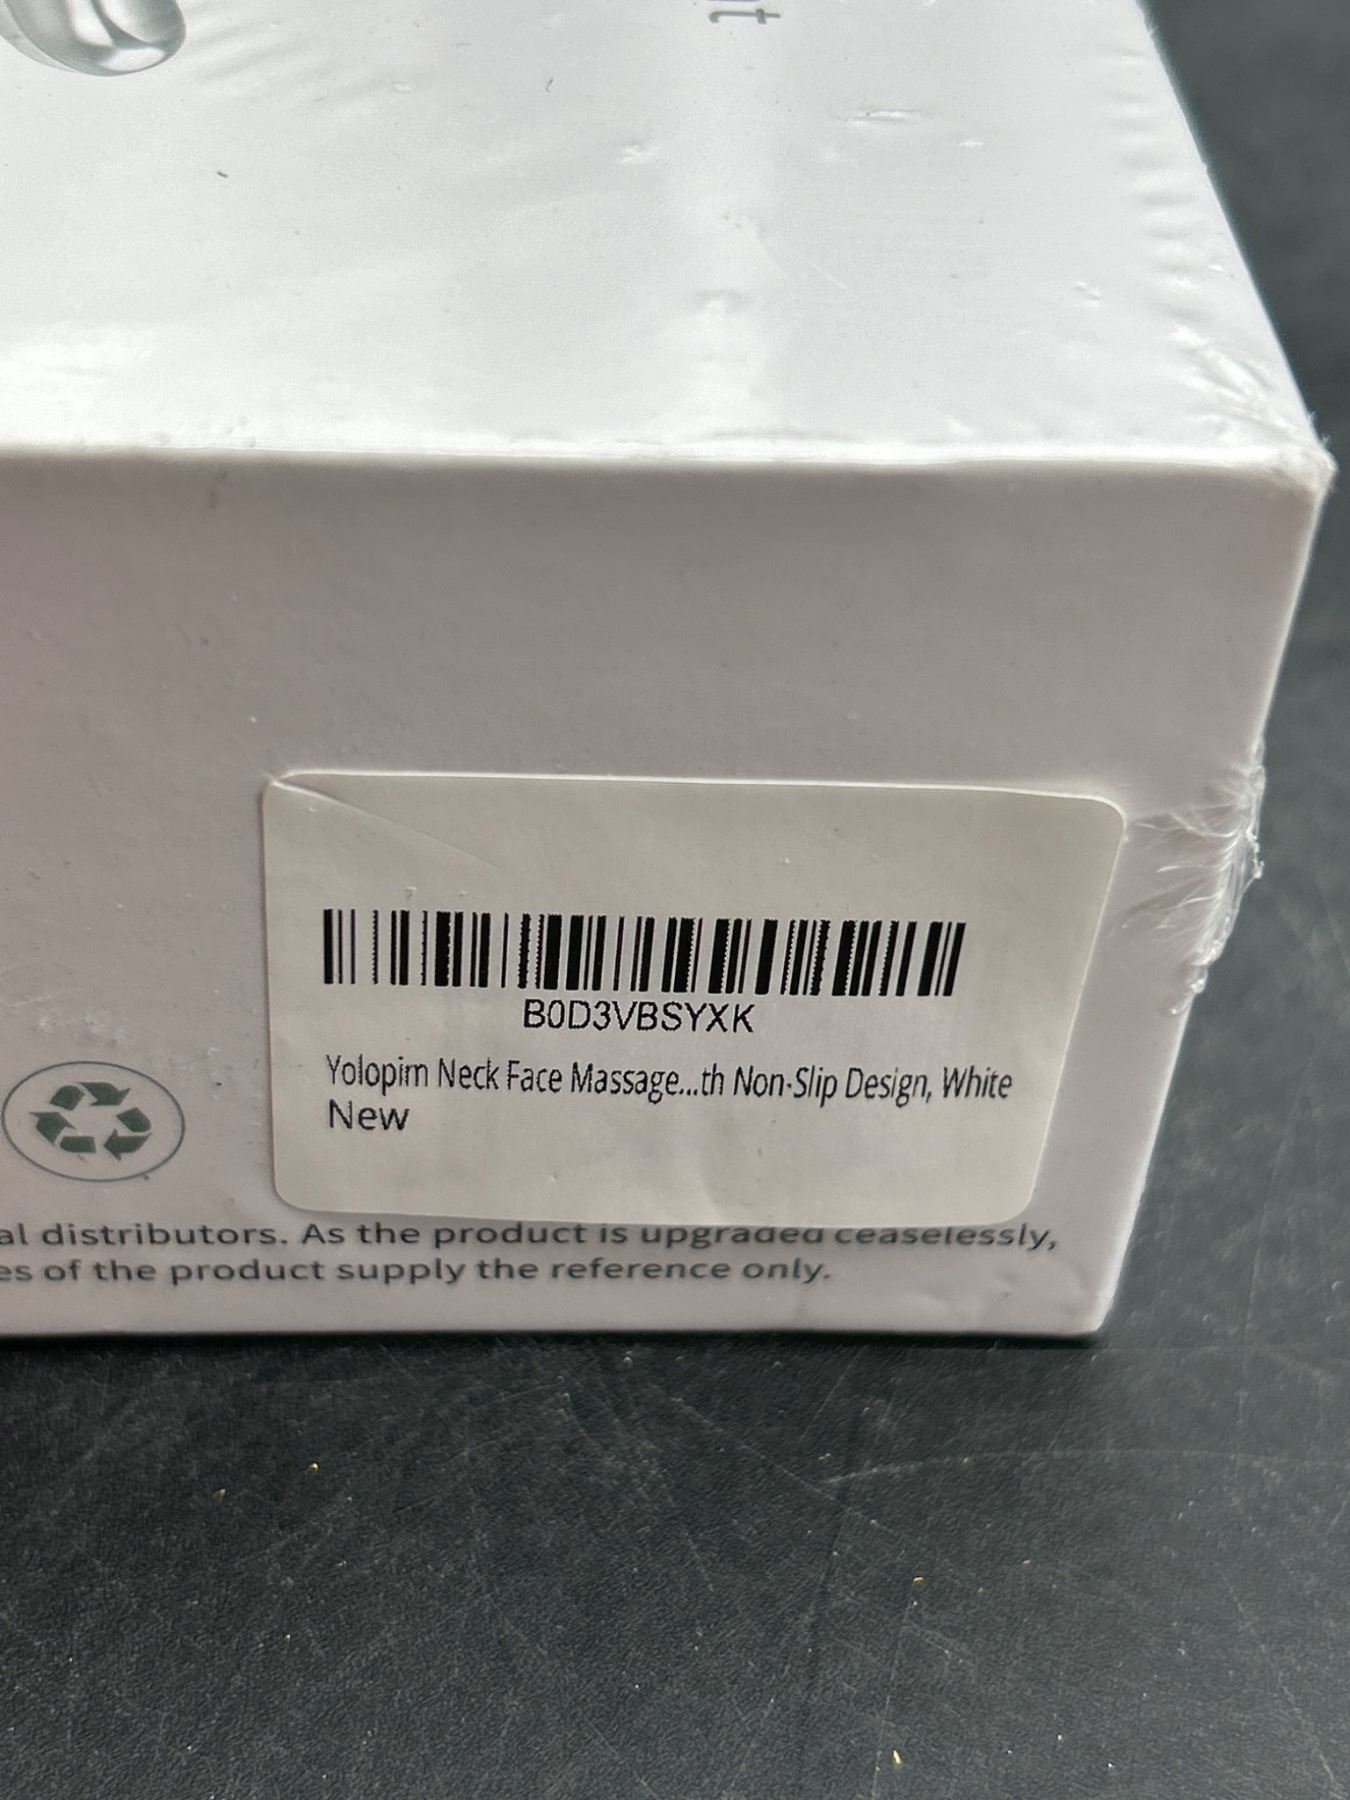 B0D3VBSYXK
Yolopim Neck Face Massage...th Non-Slip Design, White
New
al distributors. As the product is upgraded ceaselessly,
es of the product supply the reference only.